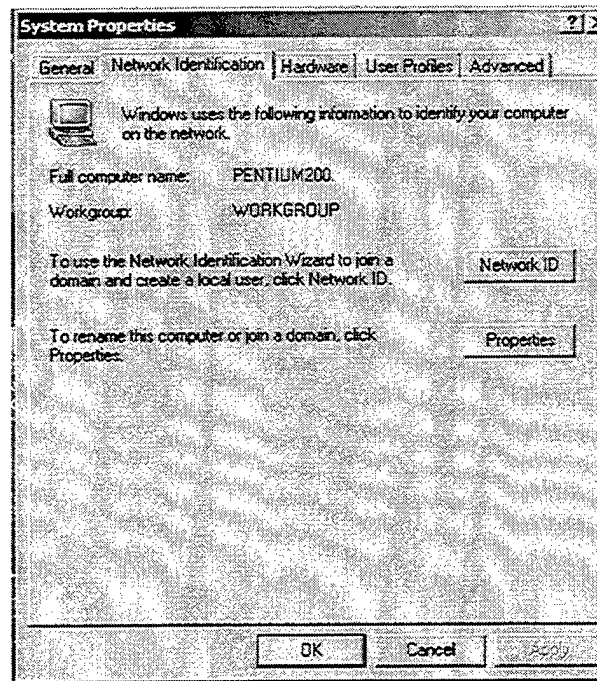 System Properties
General Network Identification Hardware User Profiles Advanced
Windows uses the following information to identify your computer
on the network.
Full computer name: PENTIUM200.
Workgroup: WORKGROUP
To use the Network Identification Wizard to join a
domain and create a local user, click Network ID.
Network ID
To rename this computer or join a domain, click
Properties.
Properties
OK Cancel Apply